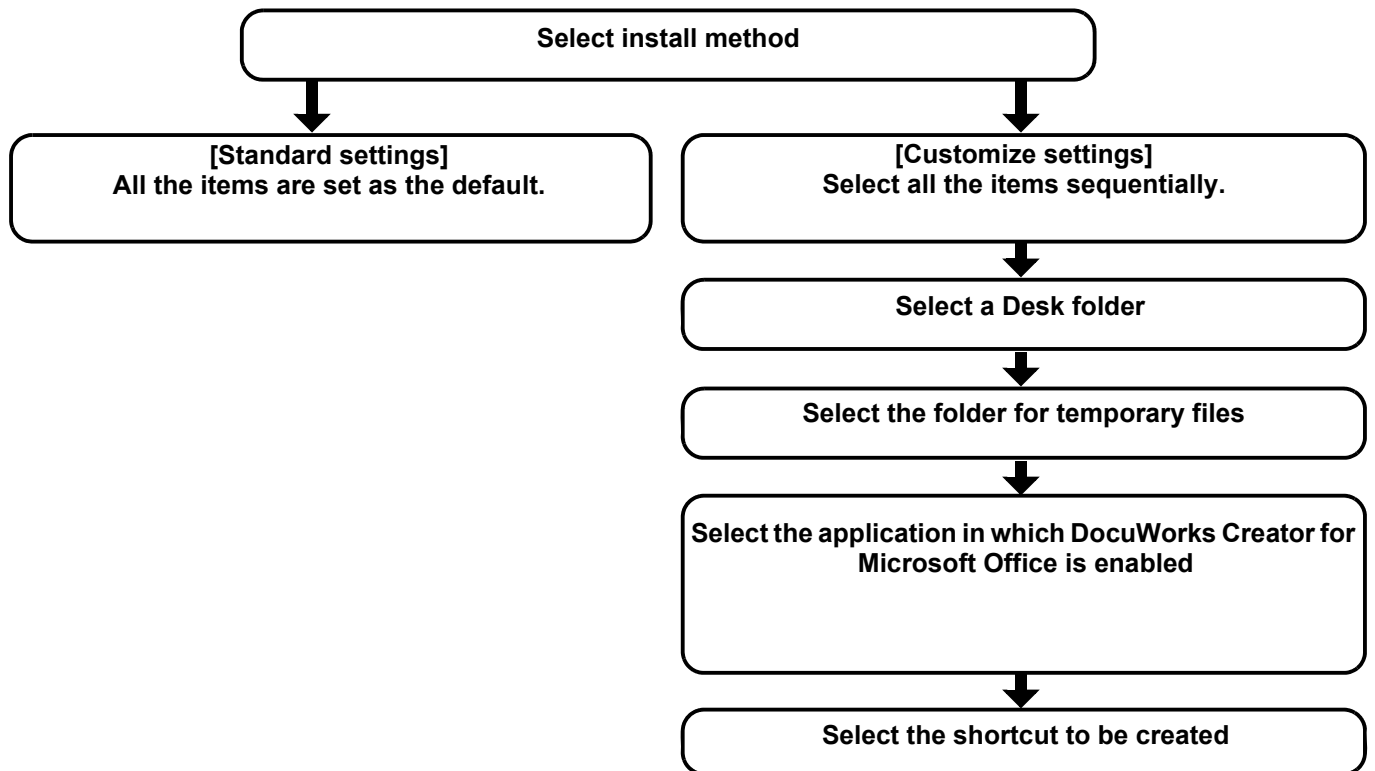 Select install method
[Standard settings]
All the items are set as the default.
[Customize settings]
Select all the items sequentially.
Select a Desk folder
Select the folder for temporary files
Select the application in which DocuWorks Creator for
Microsoft Office is enabled
Select the shortcut to be created